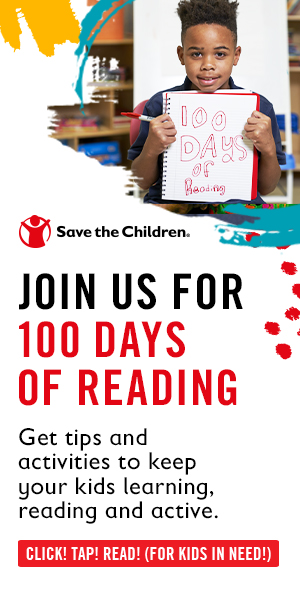 100
DAYS
of
Reading
Save the Children®
JOIN US FOR
100 DAYS
OF READING
Get tips and
activities to keep
your kids learning,
reading and active.
CLICK! TAP! READ! (FOR KIDS IN NEED!)